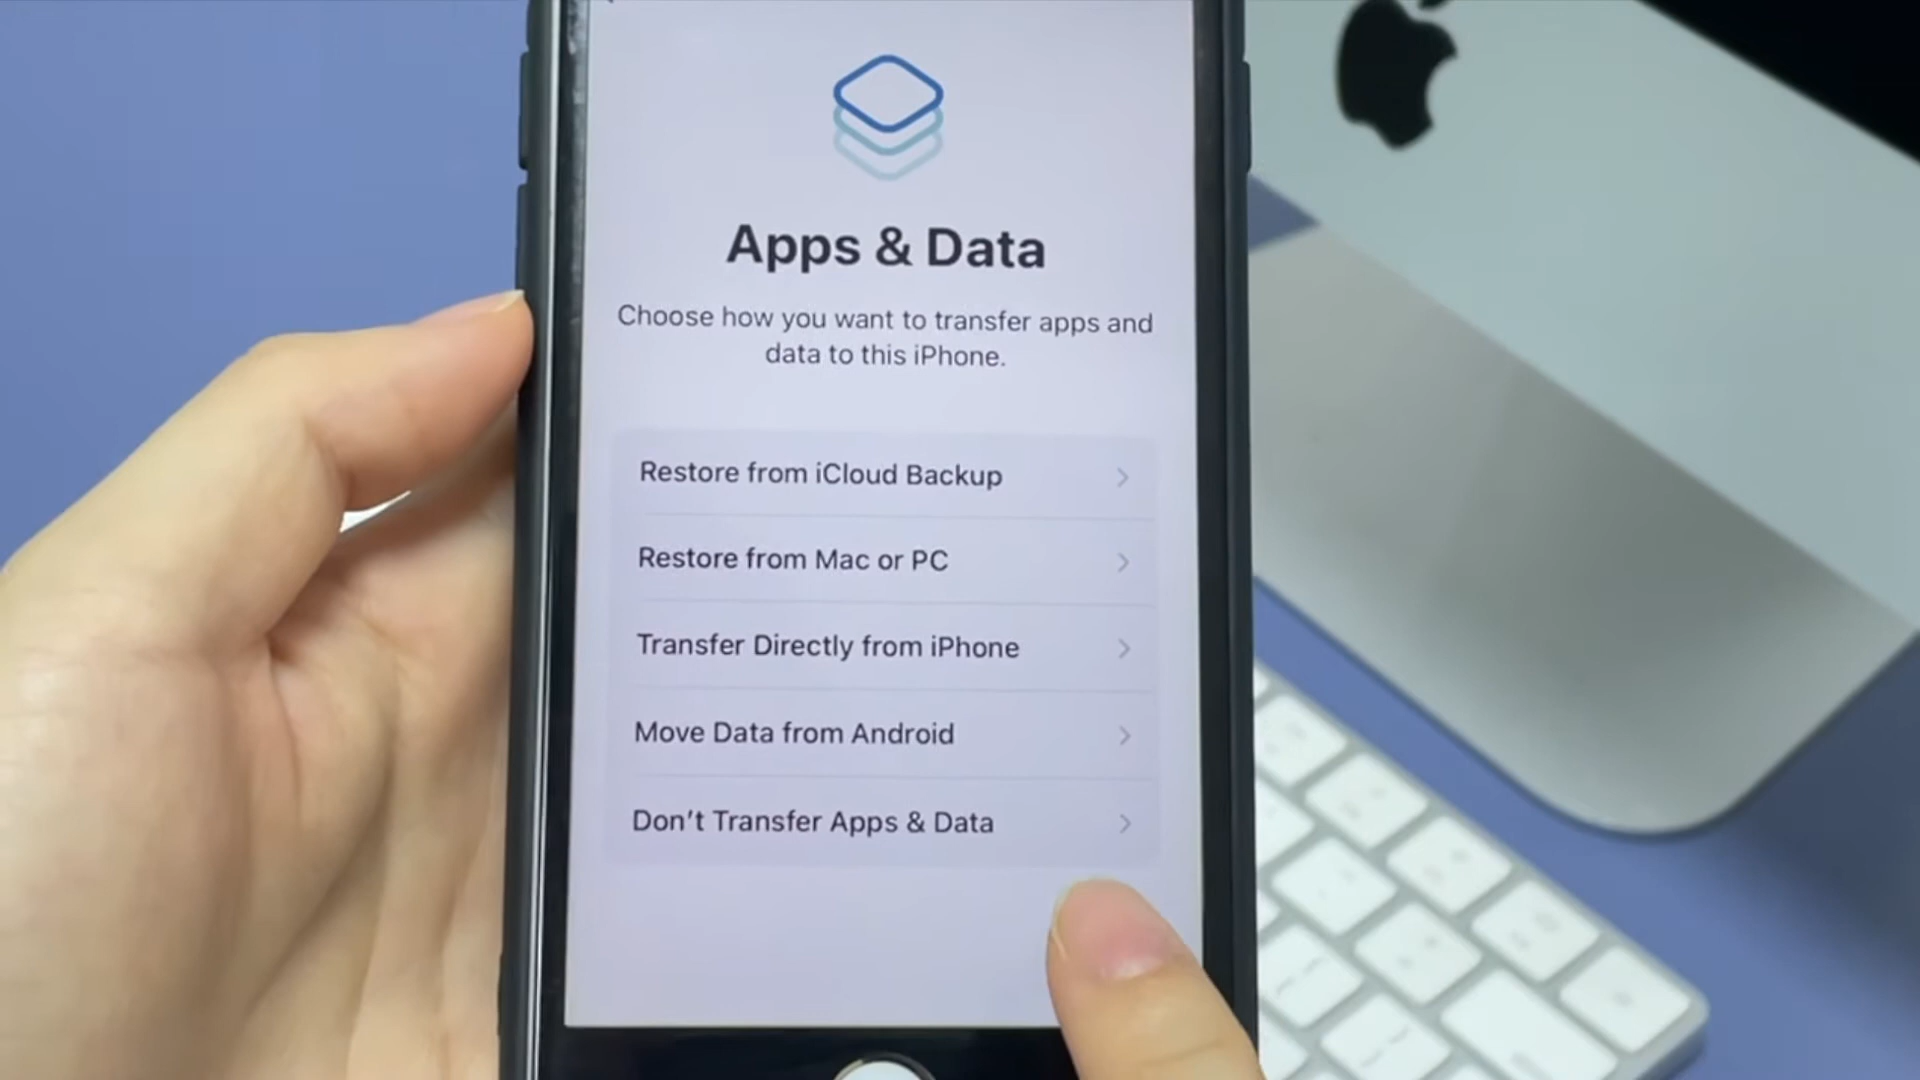 Apps & Data
Choose how you want to transfer apps and
data to this iPhone.
Restore from iCloud Backup
Restore from Mac or PC
Transfer Directly from iPhone
Move Data from Android
Don't Transfer Apps & Data